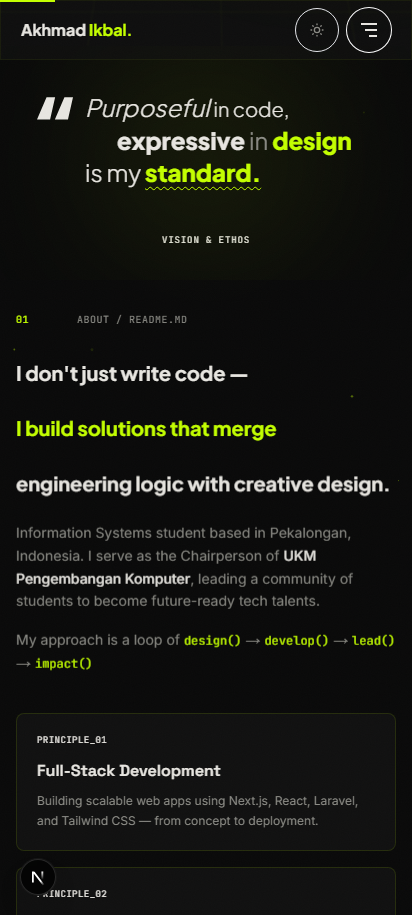 Akhmad Ikbal.
Purposeful in code,
expressive in design
is my standard.
VISION & ETHOS
01 ABOUT / README.MD
I don't just write code —
I build solutions that merge
engineering logic with creative design.
Information Systems student based in Pekalongan,
Indonesia. I serve as the Chairperson of UKM
Pengembangan Komputer, leading a community of
students to become future-ready tech talents.
My approach is a loop of design() → develop() → lead()
→ impact()
PRINCIPLE_01
Full-Stack Development
Building scalable web apps using Next.js, React, Laravel,
and Tailwind CSS — from concept to deployment.
N
PRINCIPLE_02